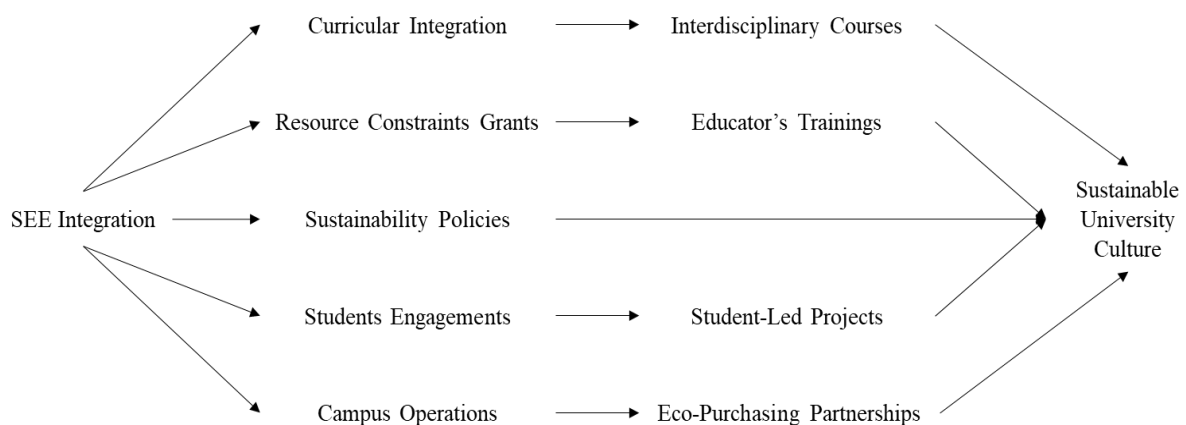 Curricular Integration
Interdisciplinary Courses
Resource Constraints Grants
Educator's Trainings
SEE Integration
Sustainability Policies
Sustainable
University
Culture
Students Engagements
Student-Led Projects
Campus Operations
Eco-Purchasing Partnerships